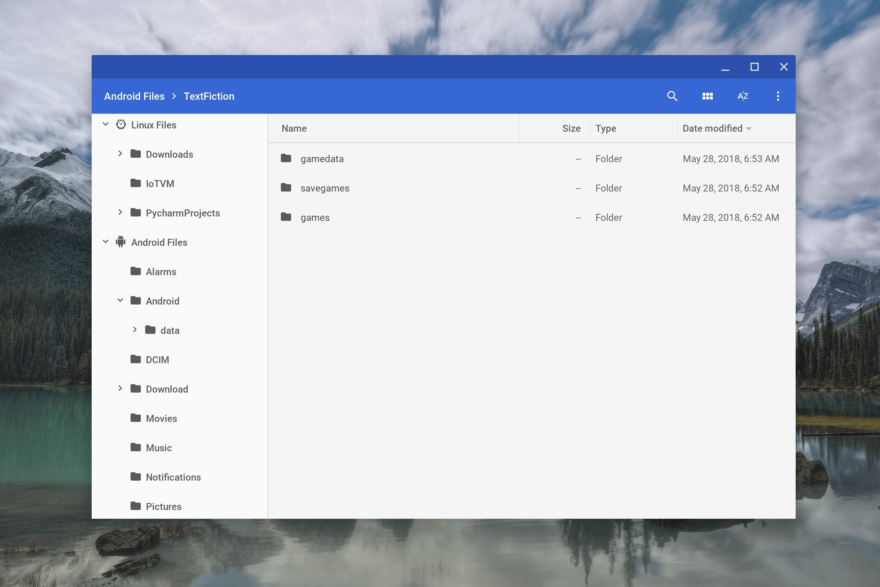 Android Files > TextFiction
AZ
Linux Files
Downloads
IoTVM
PycharmProjects
Android Files
Alarms
Android
data
DCIM
Download
Movies
Music
Notifications
Pictures
Name Size Type Date modified
gamedata -- Folder May 28, 2018, 6:53 AM
savegames -- Folder May 28, 2018, 6:52 AM
games -- Folder May 28, 2018, 6:52 AM